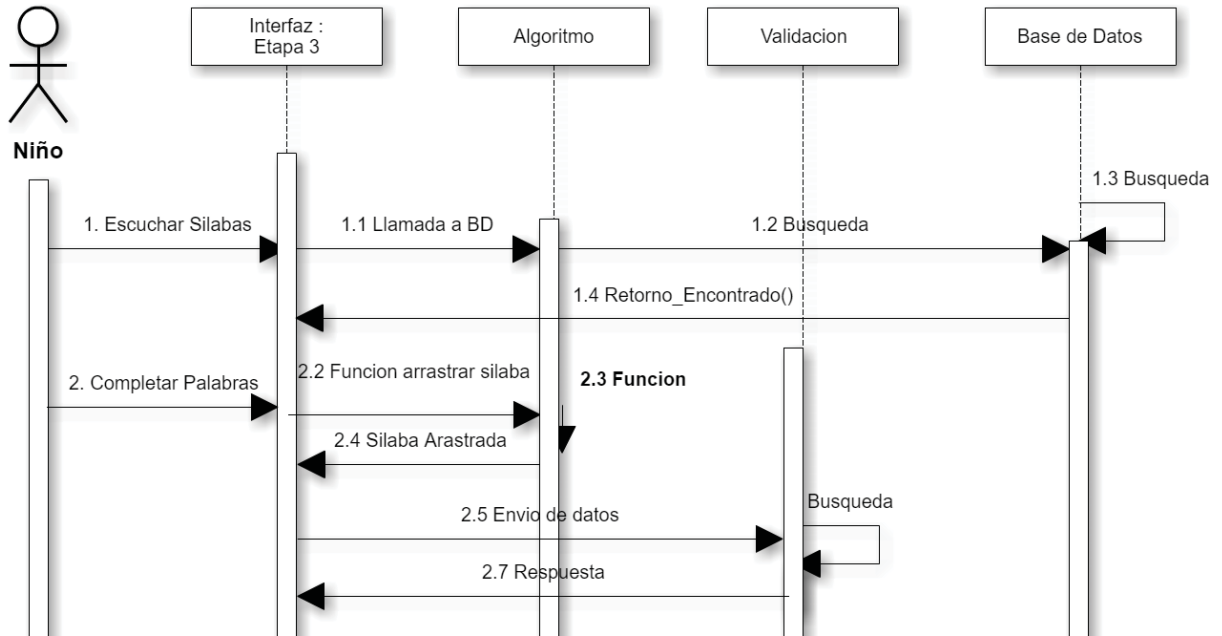 Interfaz :
Etapa 3
Algoritmo
Validacion
Base de Datos
Niño
1.3 Busqueda
1. Escuchar Silabas
1.1 Llamada a BD
1.2 Busqueda
1.4 Retorno_Encontrado()
2.2 Funcion arrastrar silaba
2.3 Funcion
2. Completar Palabras
2.4 Silaba Arastrada
Busqueda
2.5 Envio de datos
2.7 Respuesta